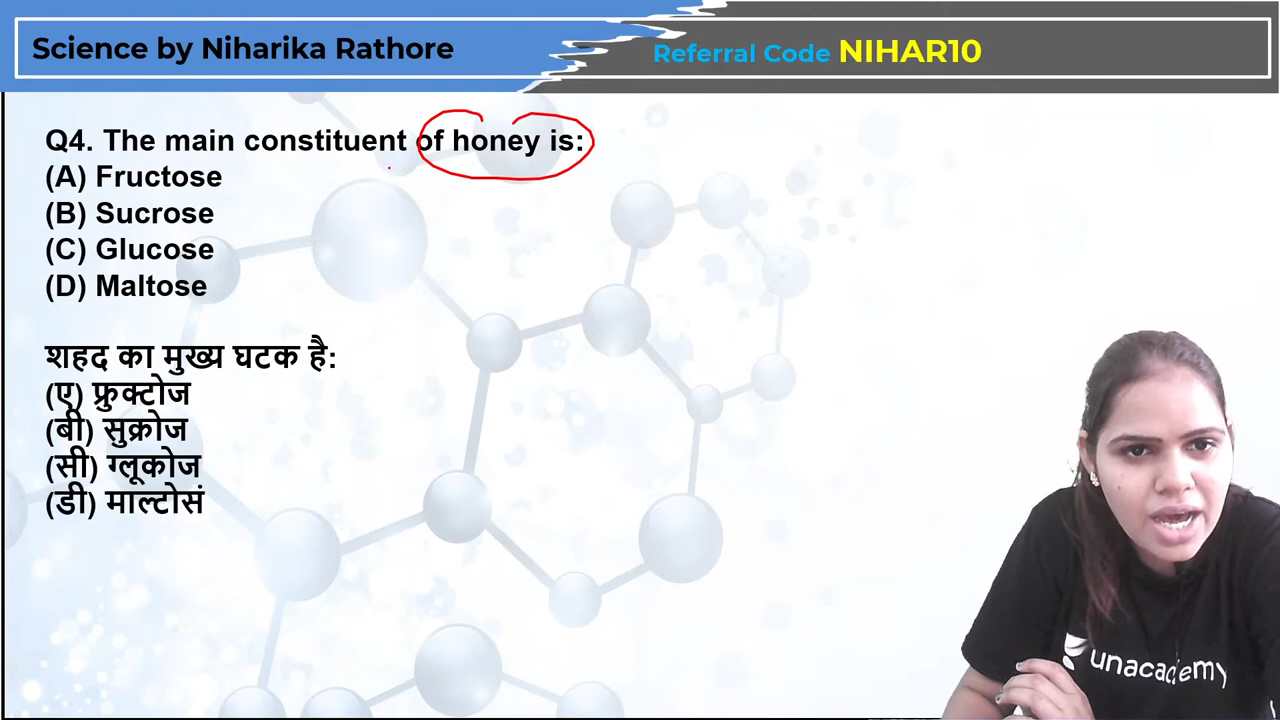 Science by Niharika Rathore
Referral Code NIHAR10
Q4. The main constituent of honey is:
(A) Fructose
(B) Sucrose
(C) Glucose
(D) Maltose
शहद का मुख्य घटक है:
(ए) फ्रुक्टोज
(बी) सुक्रोज
(सी) ग्लूकोज
(डी) माल्टोसं
unacademy